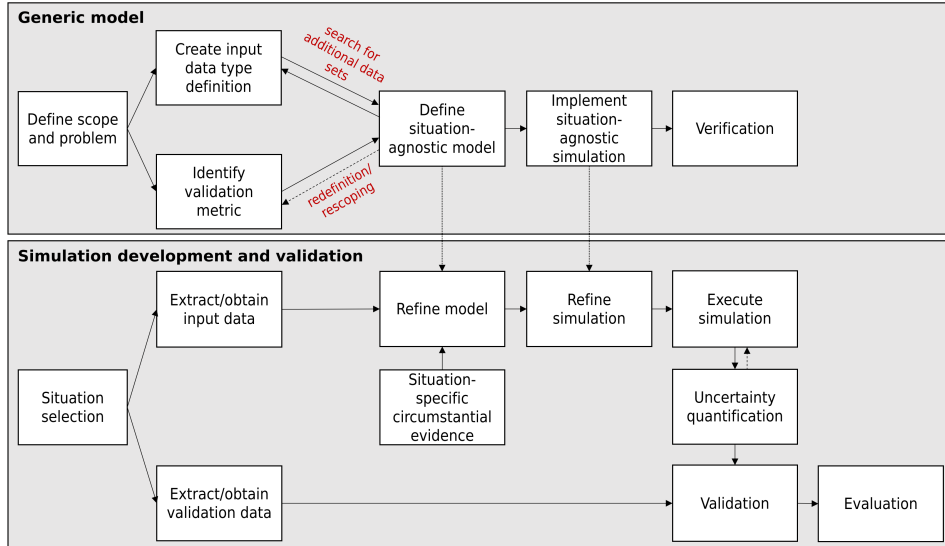 Generic model
Create input
data type
definition
search for
additional data
sets
Define scope
and problem
Define
situation-
agnostic model
Implement
situation-
agnostic
simulation
Verification
Identify
validation
metric
redefinition/
rescoping
Simulation development and validation
Extract/obtain
input data
Refine model
Refine
simulation
Execute
simulation
Situation
selection
Situation-
specific
circumstantial
evidence
Uncertainty
quantification
Extract/obtain
validation data
Validation
Evaluation